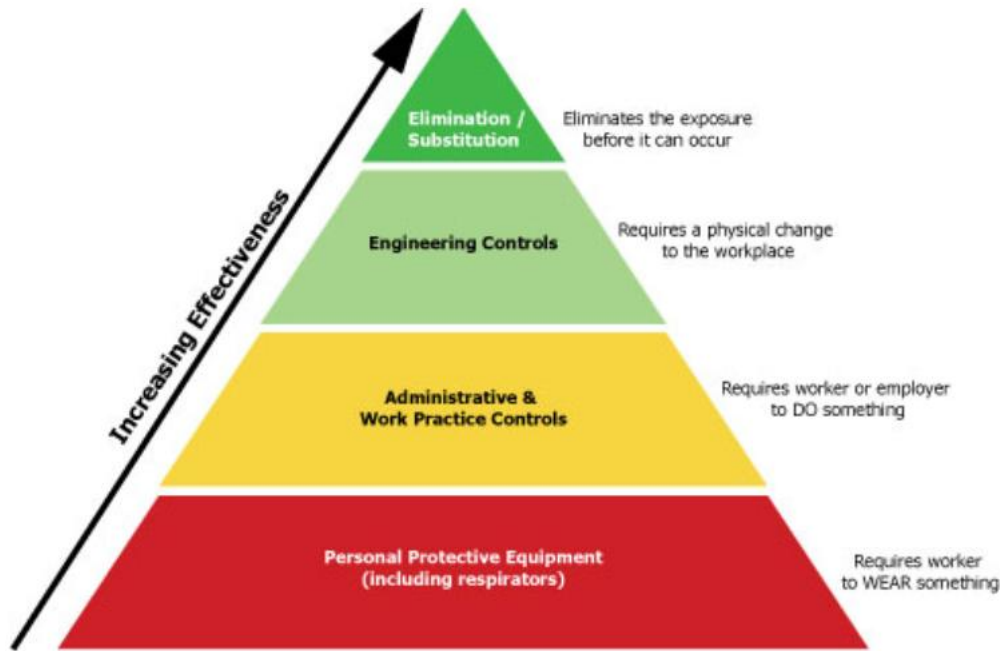 Elimination /
Substitution
Eliminates the exposure
before it can occur
Engineering Controls
Requires a physical change
to the workplace
Increasing Effectiveness
Administrative &
Work Practice Controls
Requires worker or employer
to DO something
Personal Protective Equipment
(including respirators)
Requires worker
to WEAR something